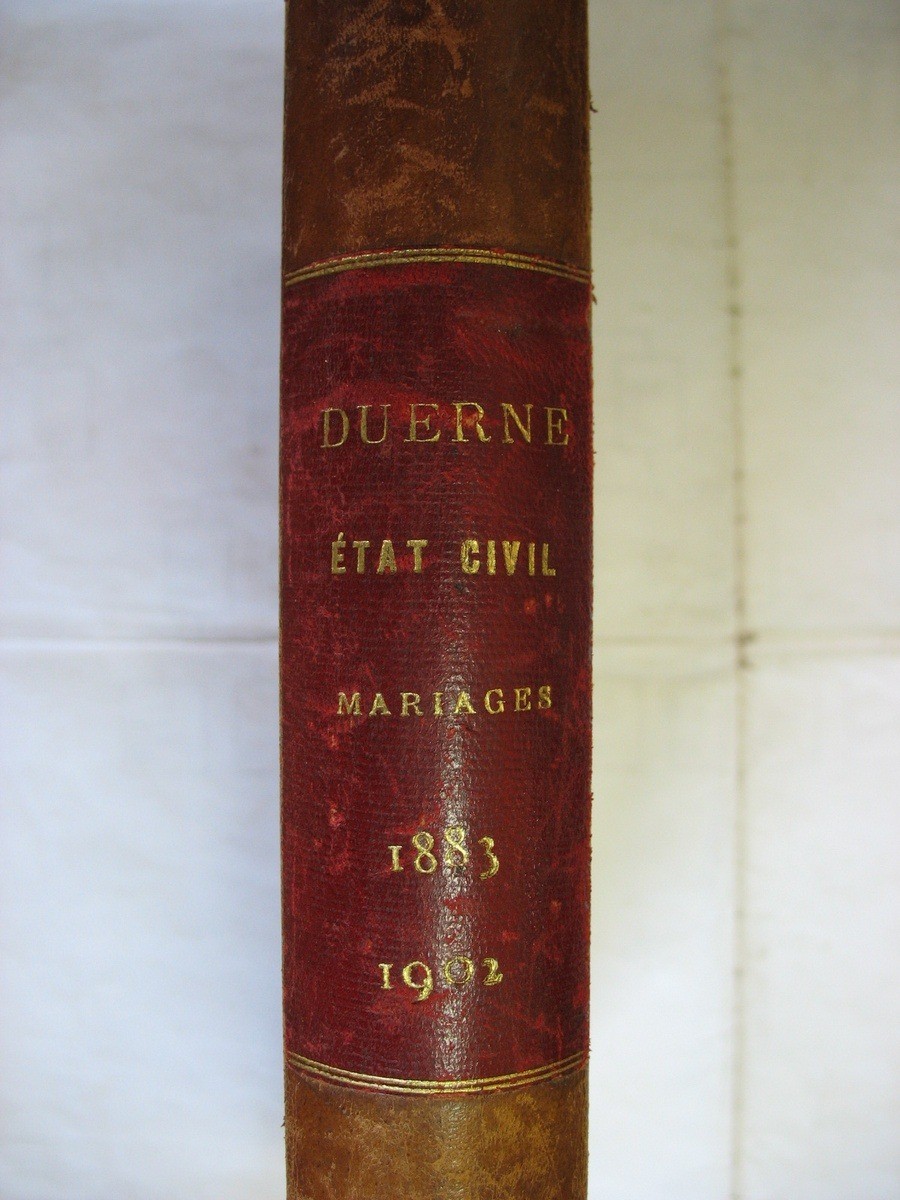 DUERNE
ÉTAT CIVIL
MARIAGES
1883
1902